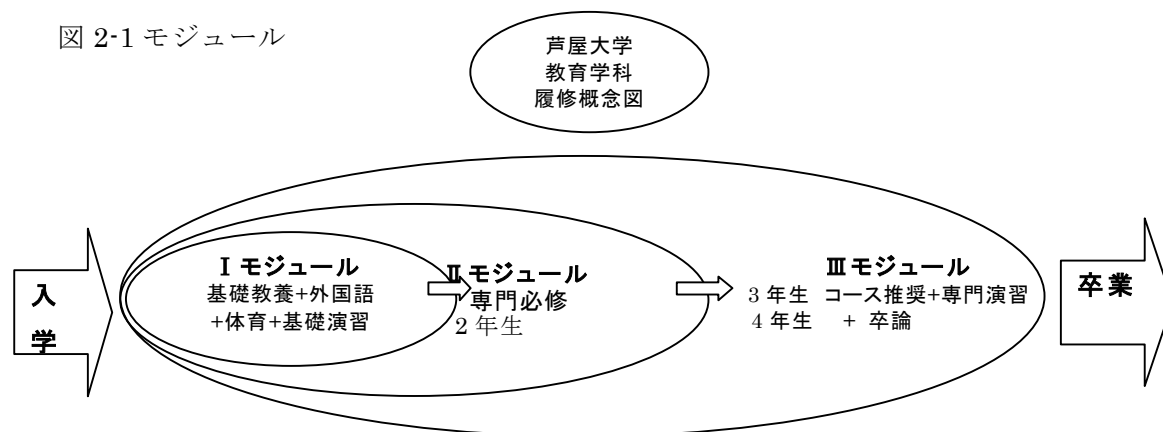 図 2-1 モジュール
芦屋大学
教育学科
履修概念図
入
学
Ⅰモジュール
基礎教養+外国語
+体育+基礎演習
Ⅱモジュール
専門必修
2 年生
Ⅲモジュール
3 年生 コース推奨+専門演習
4 年生 + 卒論
卒 業